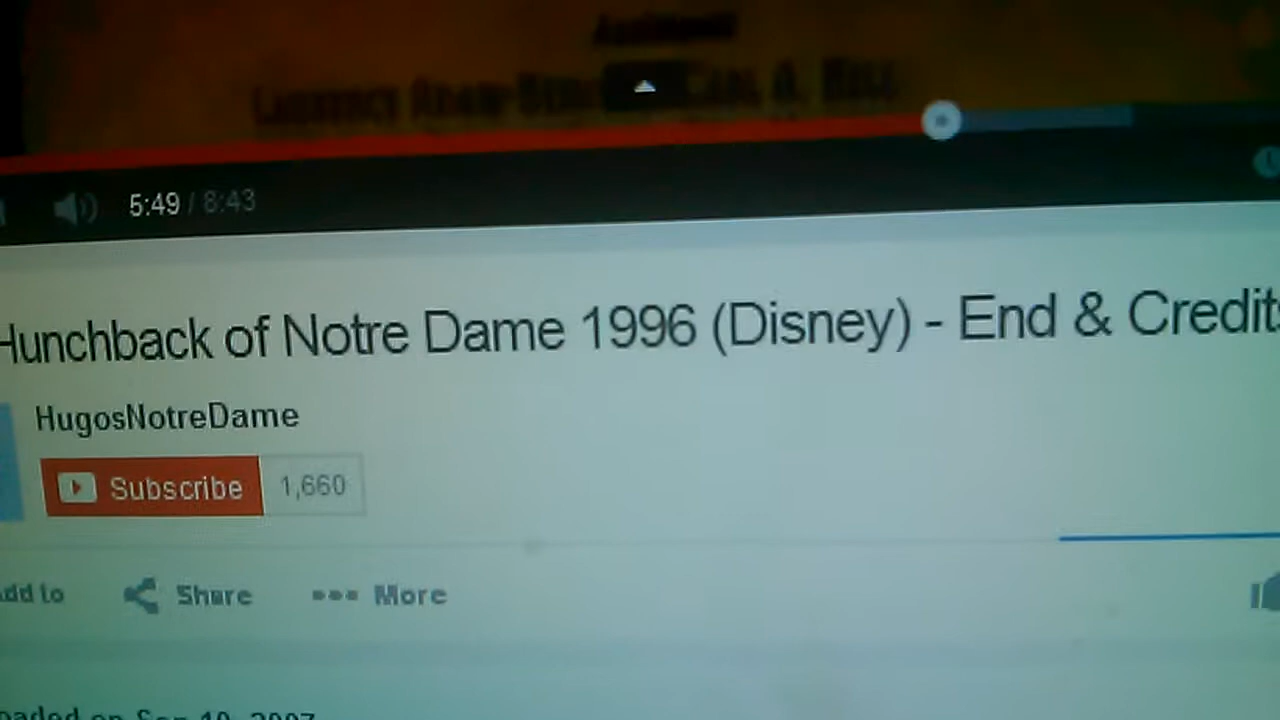 5:49 / 8:43
Hunchback of Notre Dame 1996 (Disney) - End & Credits
HugosNotreDame
Subscribe 1,660
Add to Share More